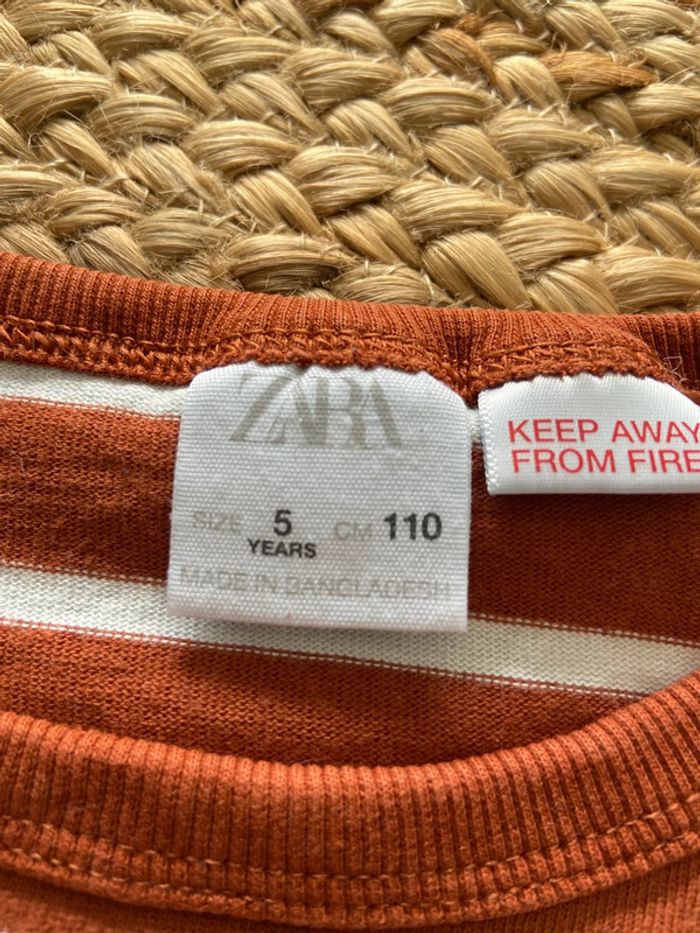 ZARA
SIZE 5 CM 110
YEARS
MADE IN BANGLADESH
KEEP AWAY
FROM FIRE